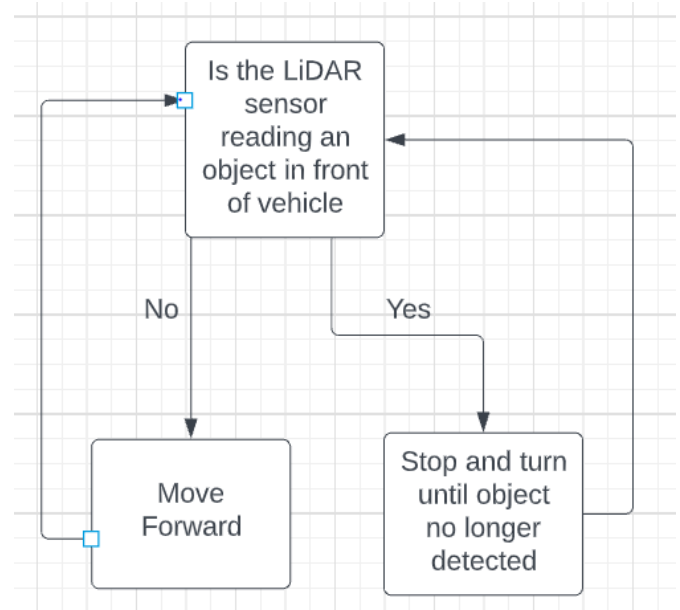 Is the LiDAR
sensor
reading an
object in front
of vehicle
No
Yes
Move
Forward
Stop and turn
until object
no longer
detected